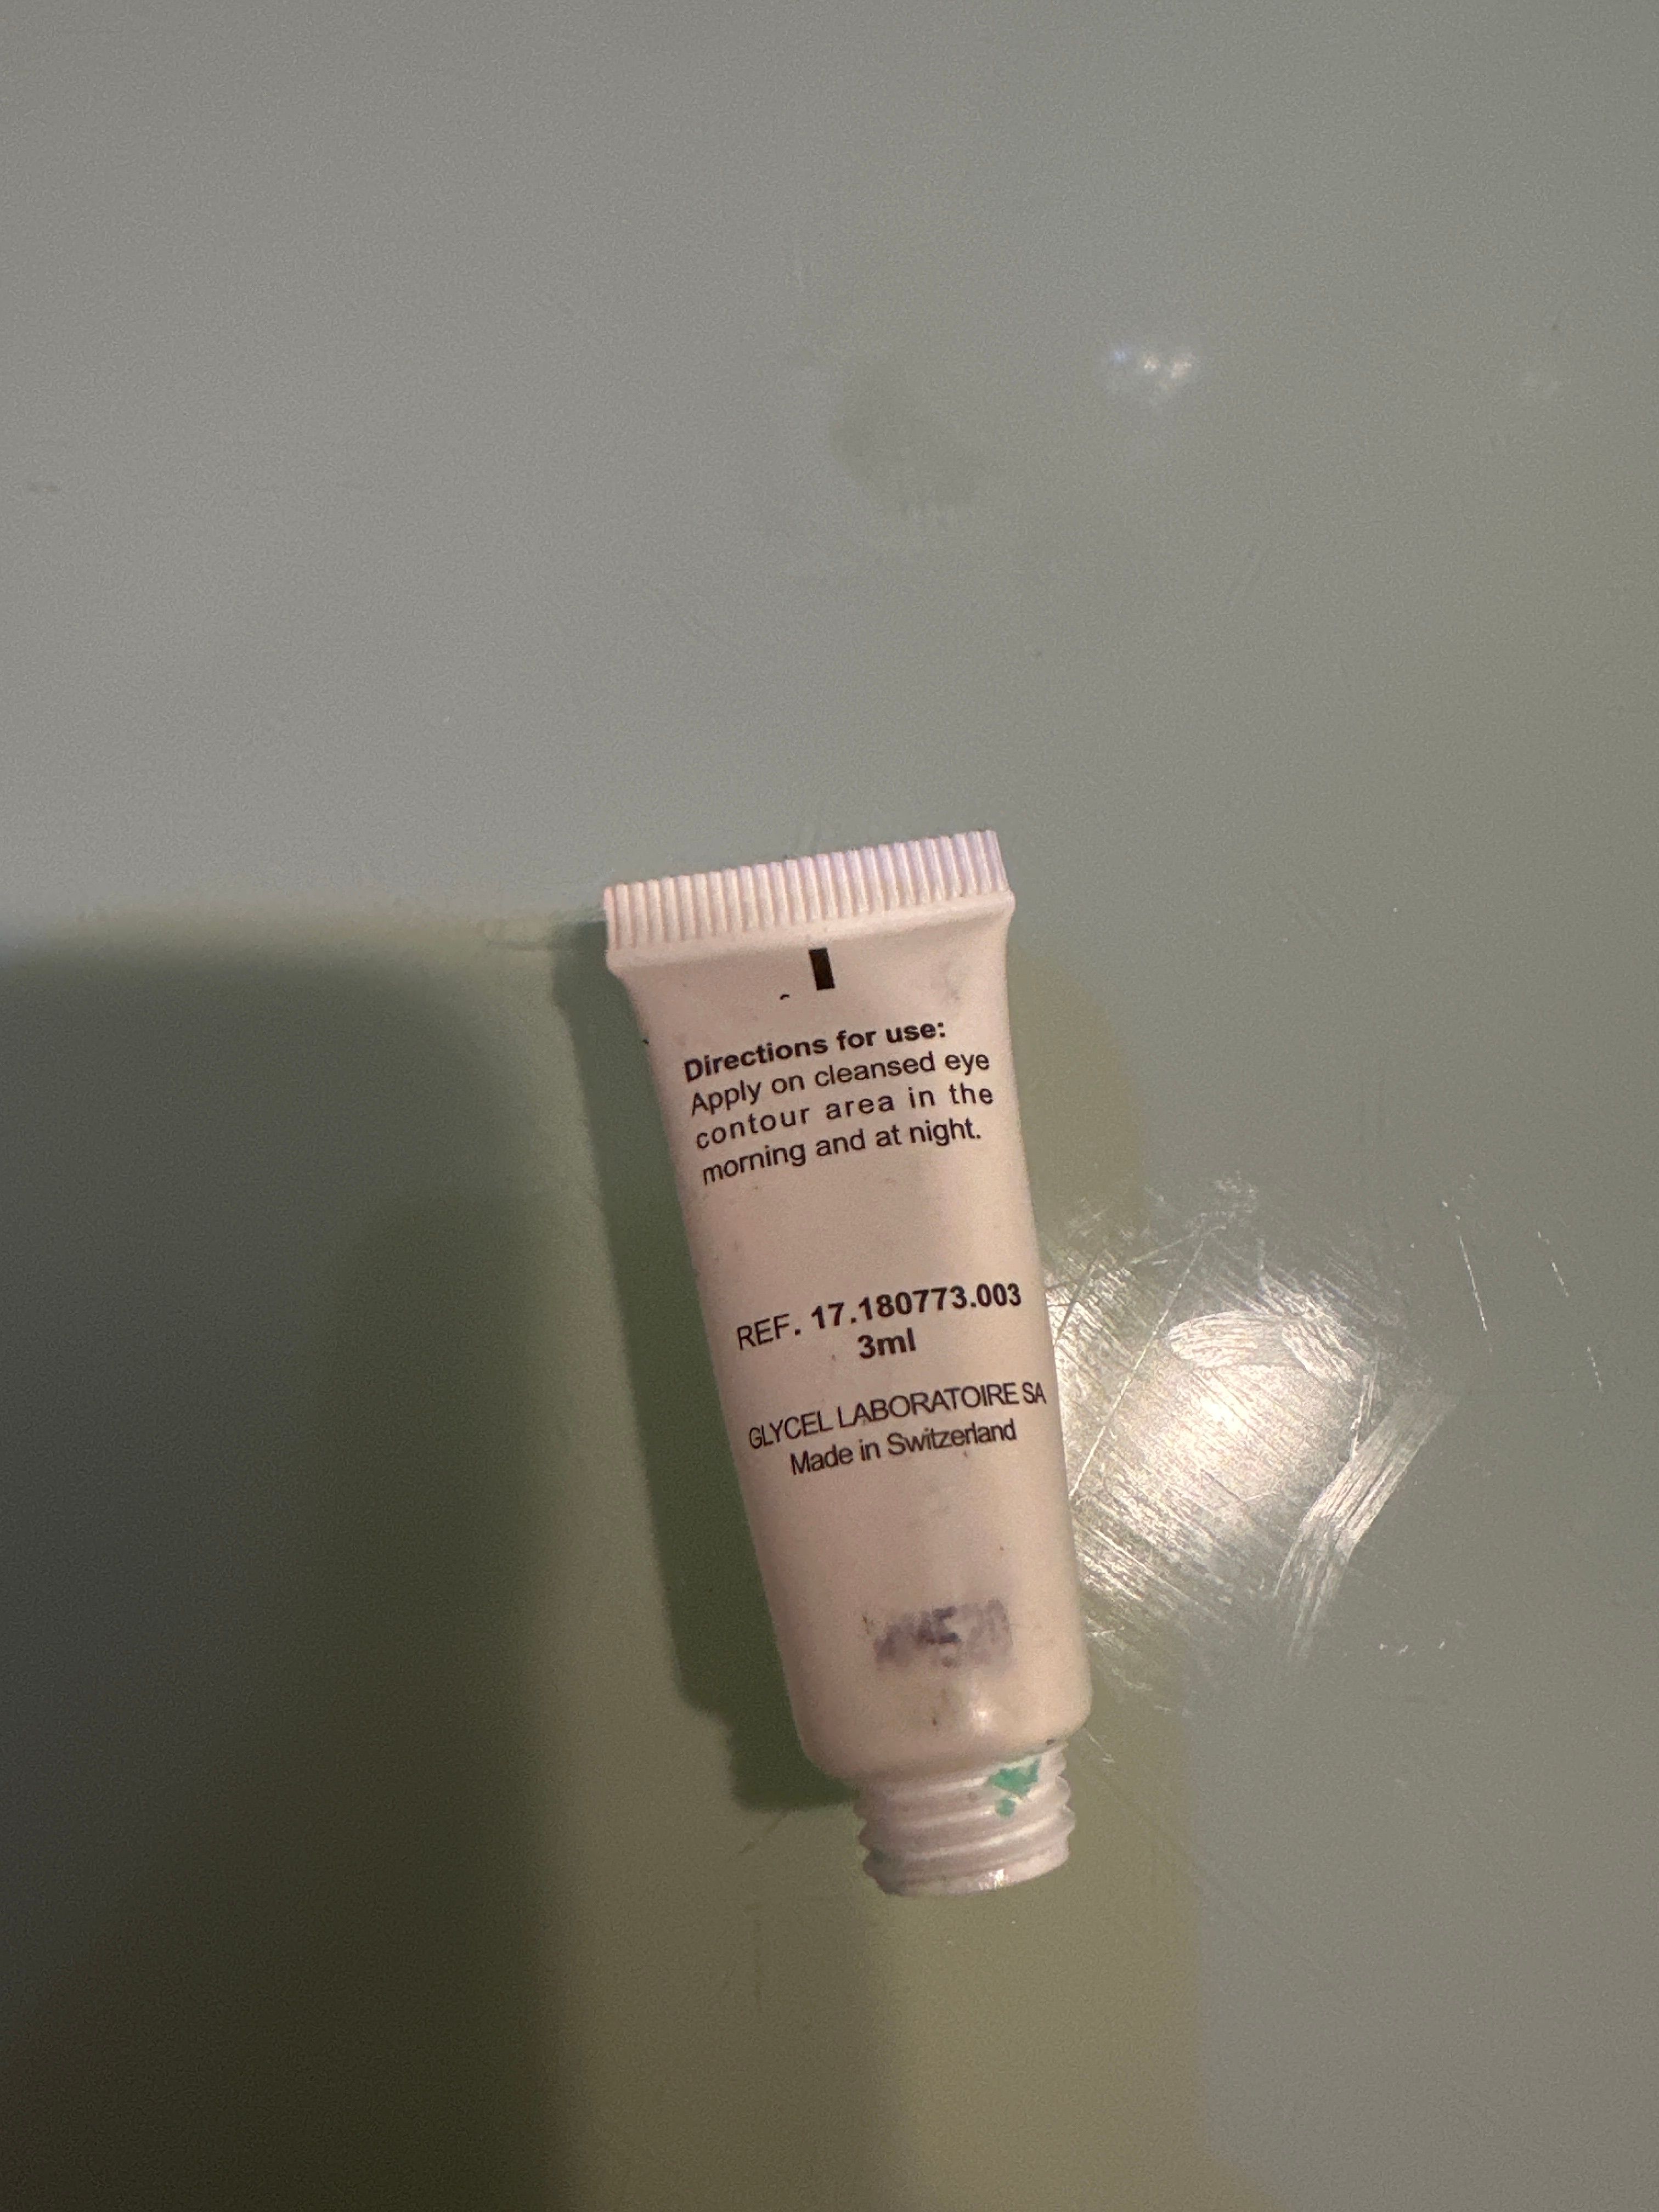 Directions for use:
Apply on cleansed eye
contour area in the
morning and at night.
REF. 17.180773.003
3ml
GLYCEL LABORATOIRE SA
Made in Switzerland